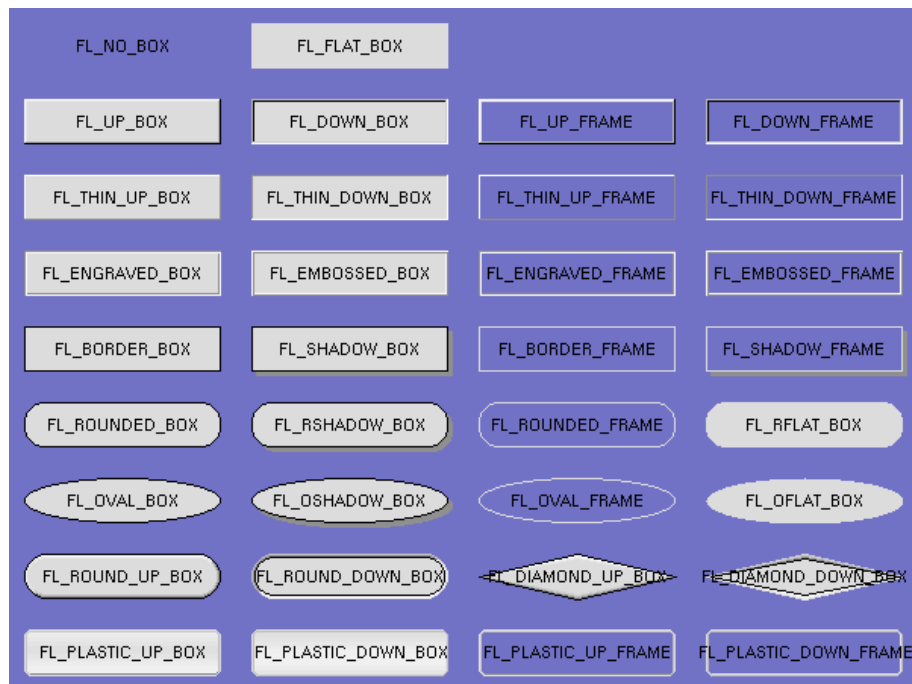 FL_NO_BOX FL_FLAT_BOX
FL_UP_BOX FL_DOWN_BOX FL_UP_FRAME FL_DOWN_FRAME
FL_THIN_UP_BOX FL_THIN_DOWN_BOX FL_THIN_UP_FRAME FL_THIN_DOWN_FRAME
FL_ENGRAVED_BOX FL_EMBOSSED_BOX FL_ENGRAVED_FRAME FL_EMBOSSED_FRAME
FL_BORDER_BOX FL_SHADOW_BOX FL_BORDER_FRAME FL_SHADOW_FRAME
FL_ROUNDED_BOX FL_RSHADOW_BOX FL_ROUNDED_FRAME FL_RFLAT_BOX
FL_OVAL_BOX FL_OSHADOW_BOX FL_OVAL_FRAME FL_OFLAT_BOX
FL_ROUND_UP_BOX FL_ROUND_DOWN_BOX FL_DIAMOND_UP_BOX FL_DIAMOND_DOWN_BOX
FL_PLASTIC_UP_BOX FL_PLASTIC_DOWN_BOX FL_PLASTIC_UP_FRAME FL_PLASTIC_DOWN_FRAME